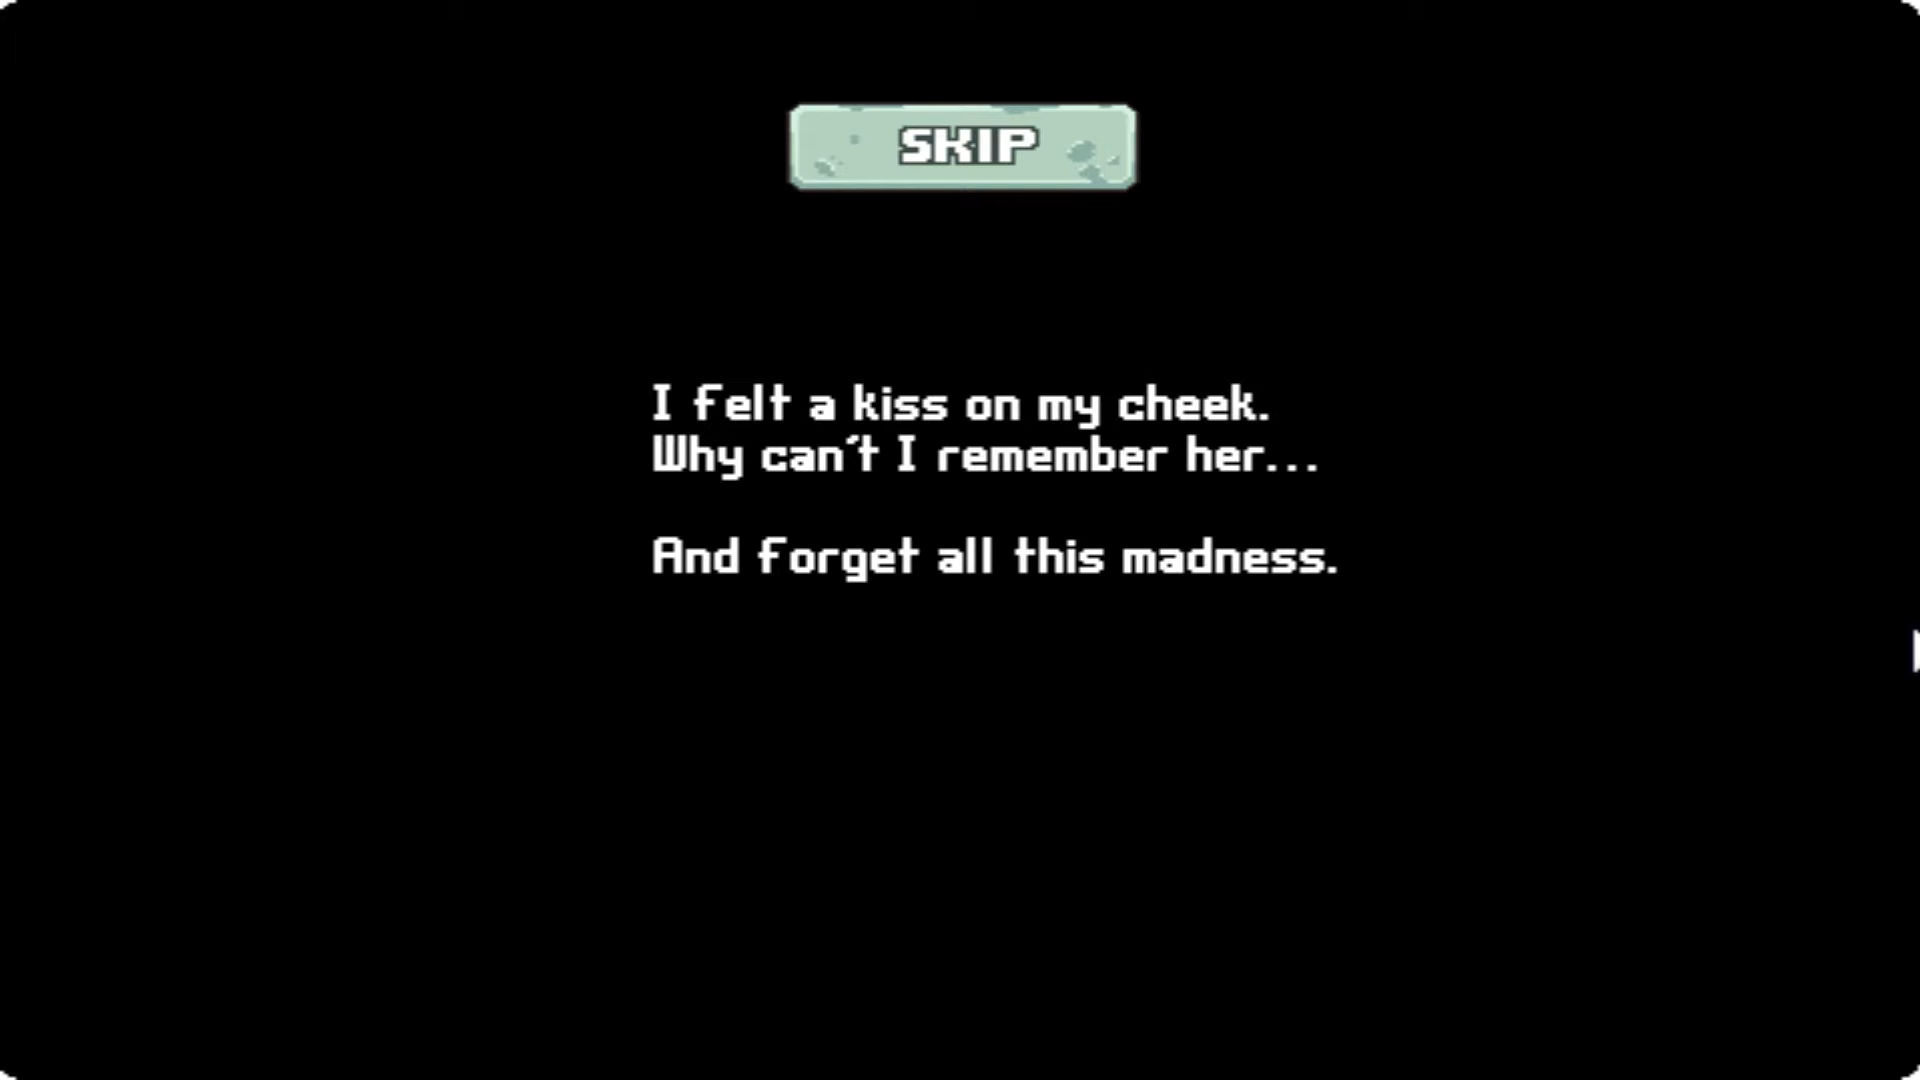 SKIP
I felt a kiss on my cheek.
Why can't I remember her...
And forget all this madness.